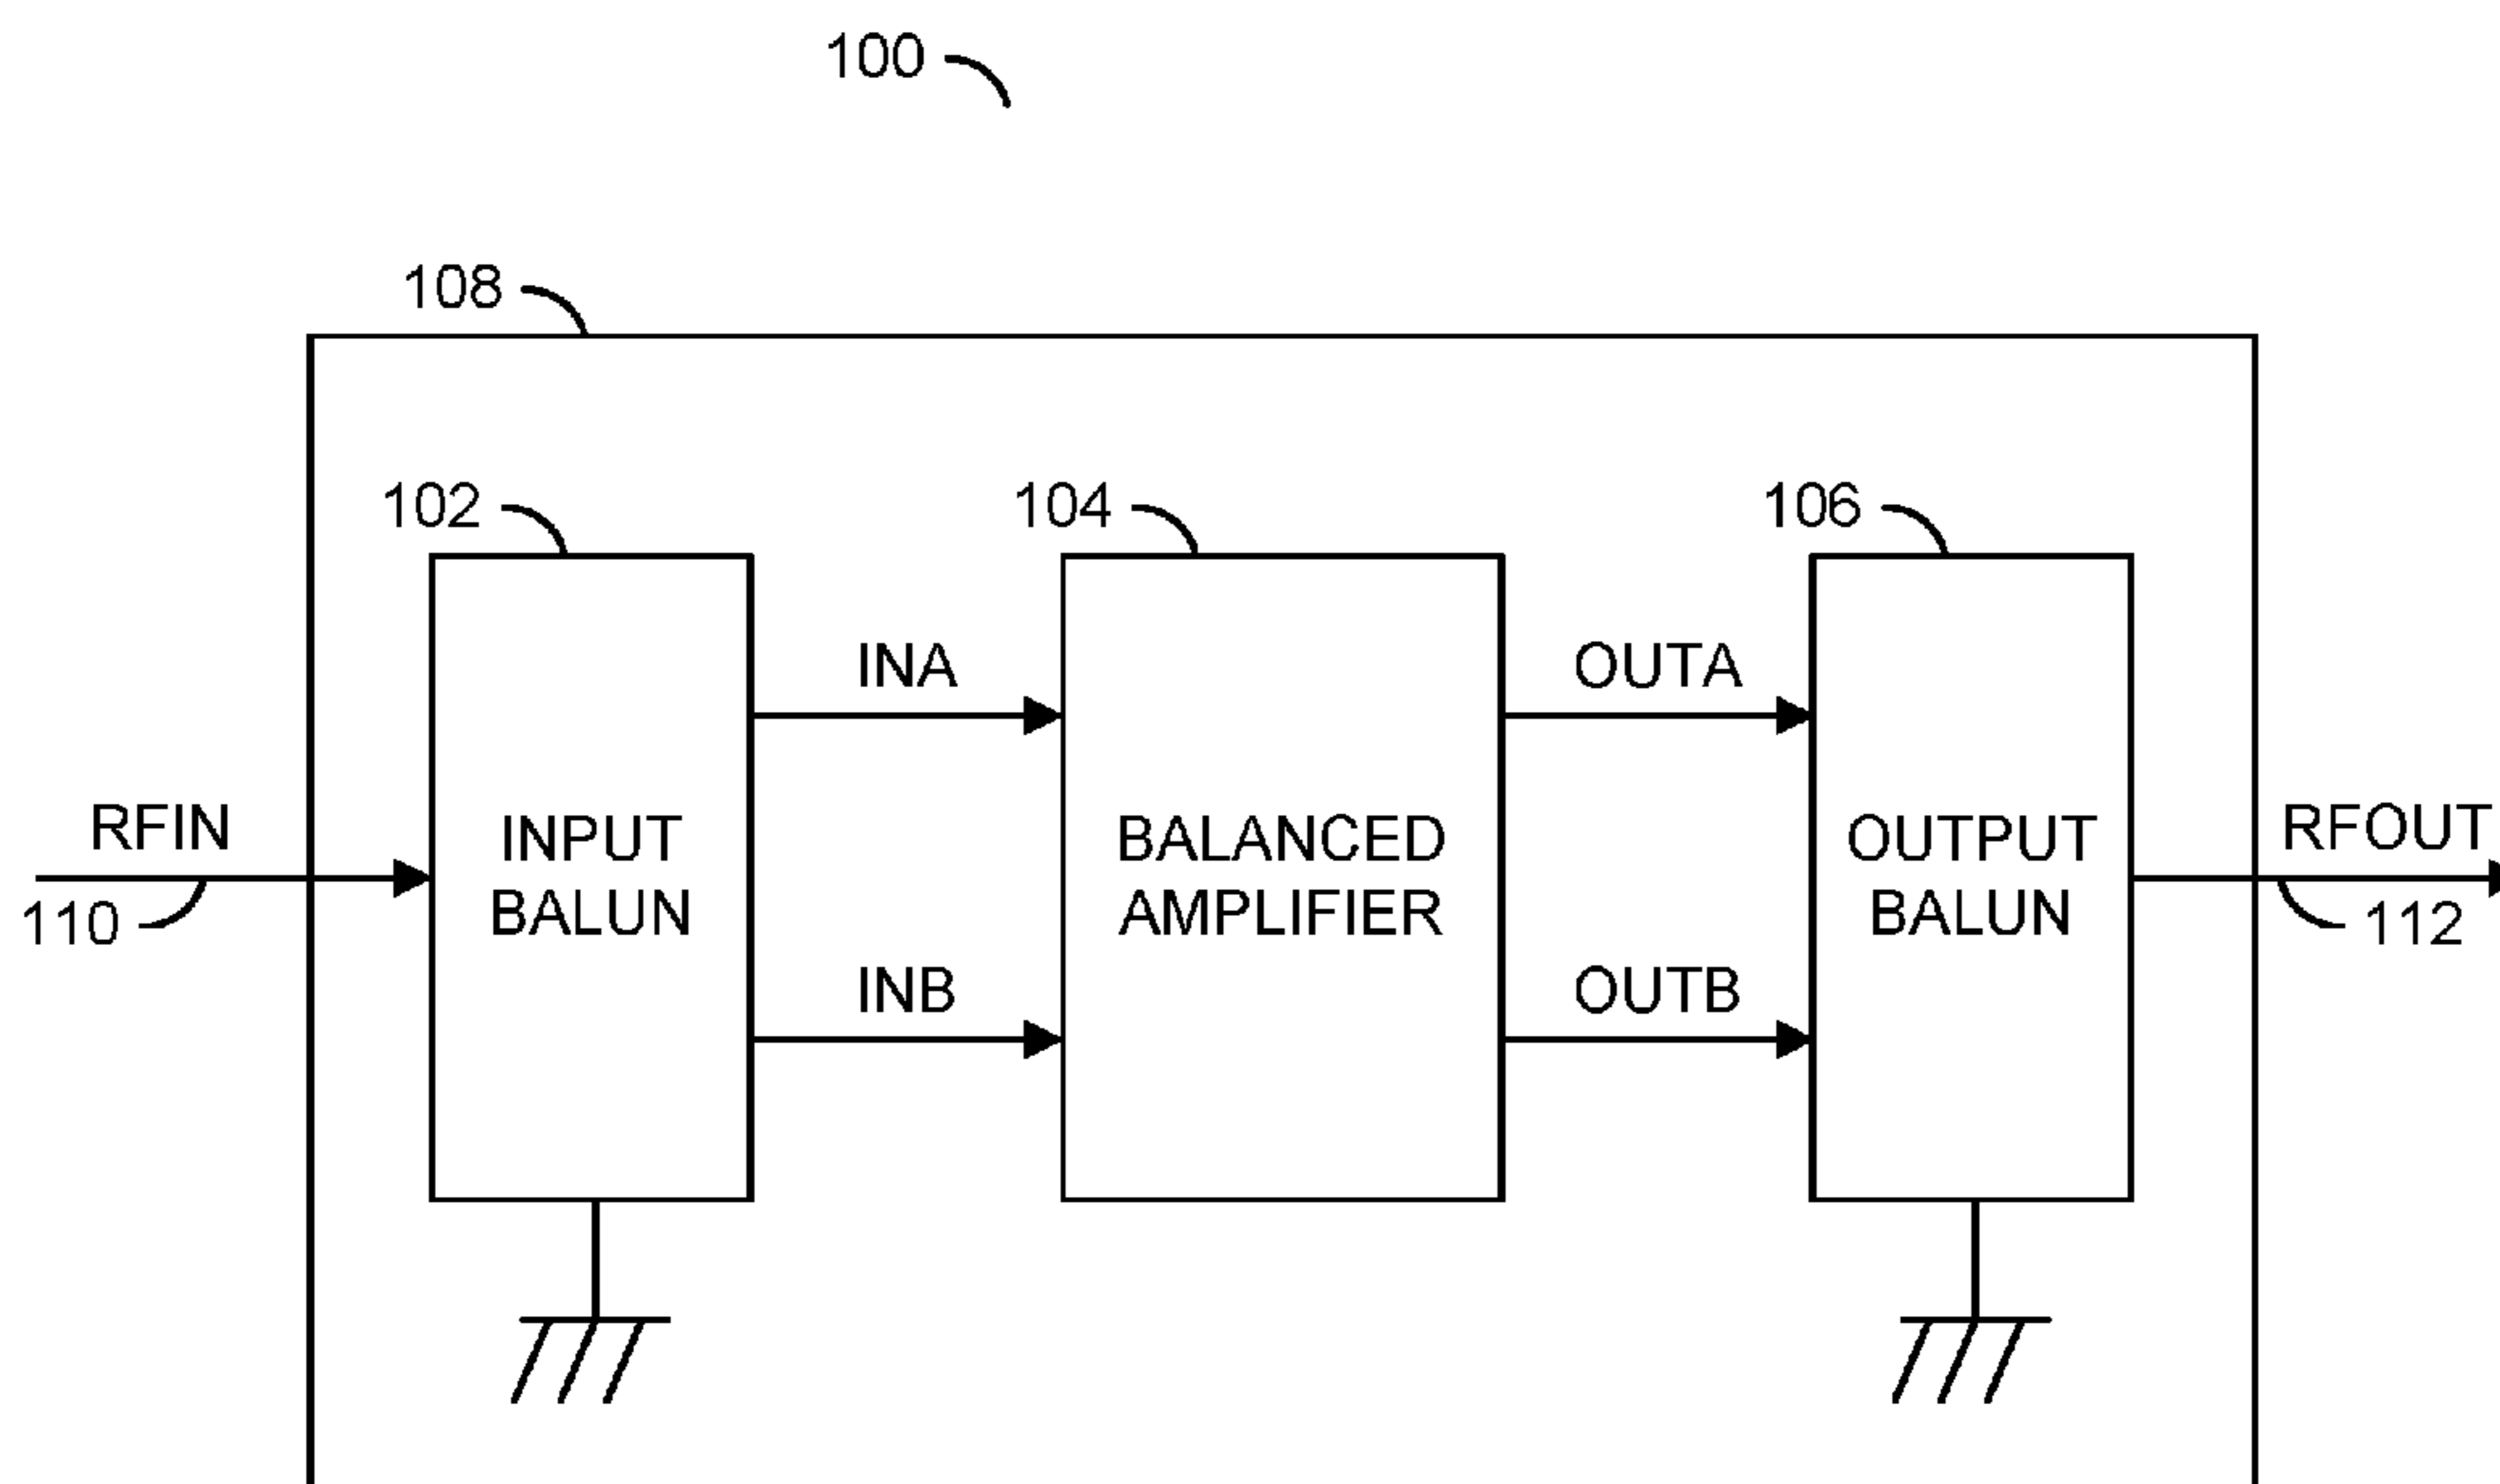 100
108
102
104
106
INA
OUTA
RFIN
INPUT
BALUN
BALANCED
AMPLIFIER
OUTPUT
BALUN
RFOUT
110
112
INB
OUTB